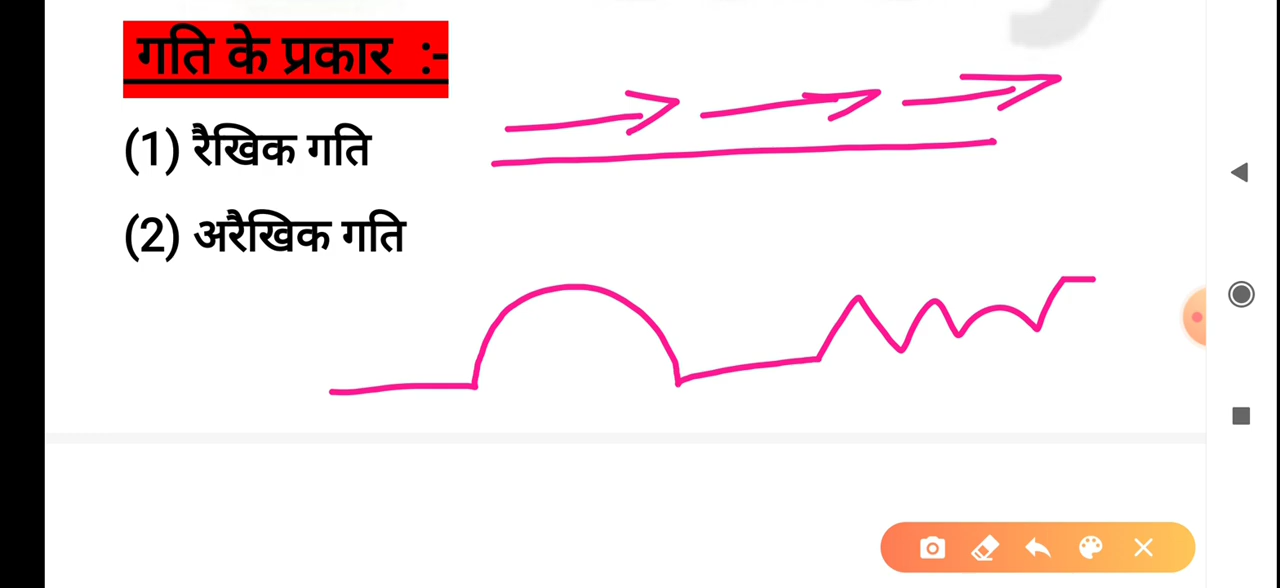 गति के प्रकार :-
(1) रैखिक गति
(2) अरैखिक गति